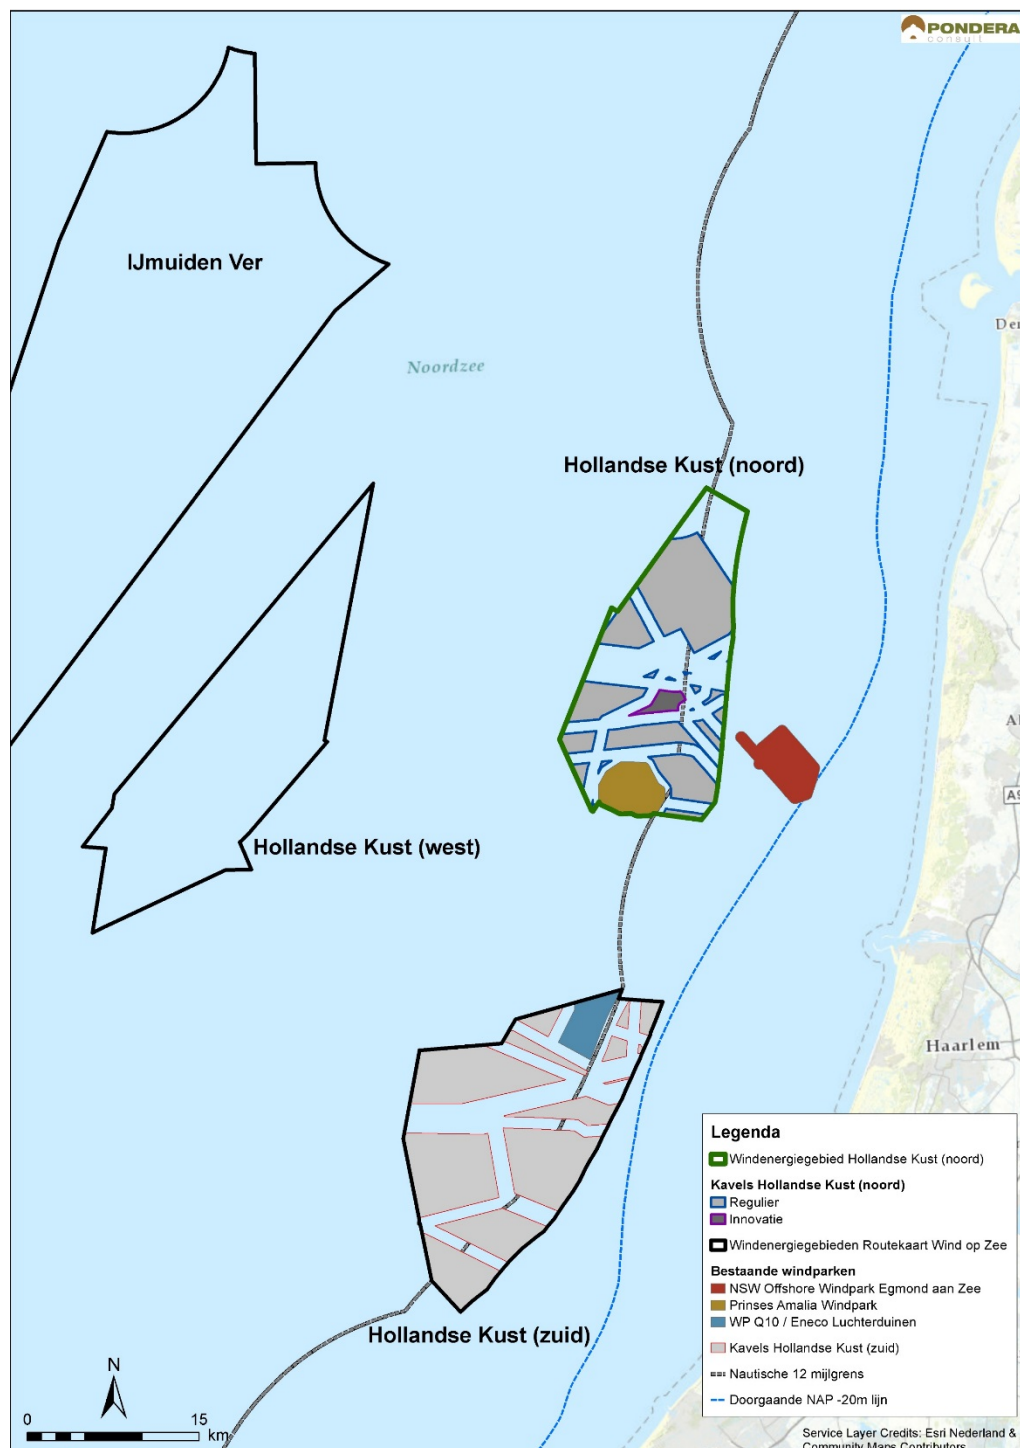 PONDERA
consult
IJmuiden Ver
Noordzee
Hollandse Kust (noord)
Hollandse Kust (west)
A9
Haarlem
Hollandse Kust (zuid)
Legenda
Windenergiegebied Hollandse Kust (noord)
Kavels Hollandse Kust (noord)
Regulier
Innovatie
Windenergiegebieden Routekaart Wind op Zee
Bestaande windparken
NSW Offshore Windpark Egmond aan Zee
Prinses Amalia Windpark
WP Q10 / Eneco Luchterduinen
Kavels Hollandse Kust (zuid)
Nautische 12 mijlgrens
Doorgaande NAP -20m lijn
N
0 15
km
Service Layer Credits: Esri Nederland &
Community Maps Contributors